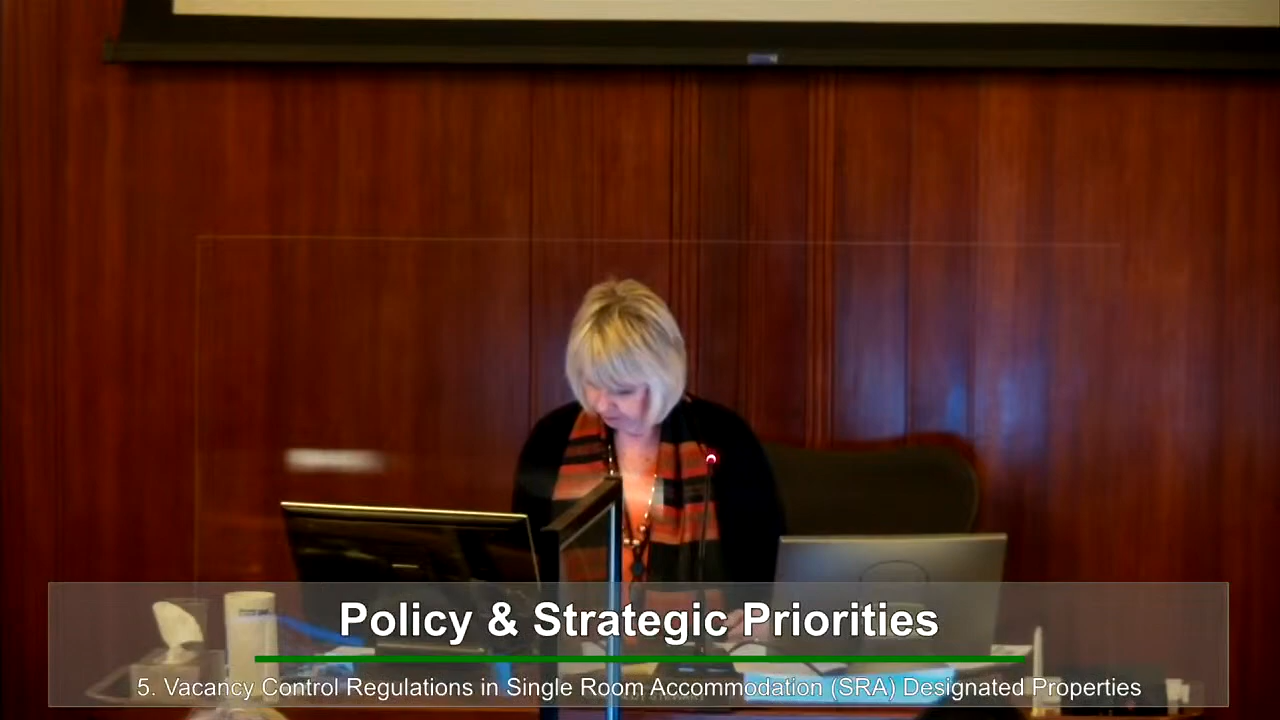 Policy & Strategic Priorities
5. Vacancy Control Regulations in Single Room Accommodation (SRA) Designated Properties